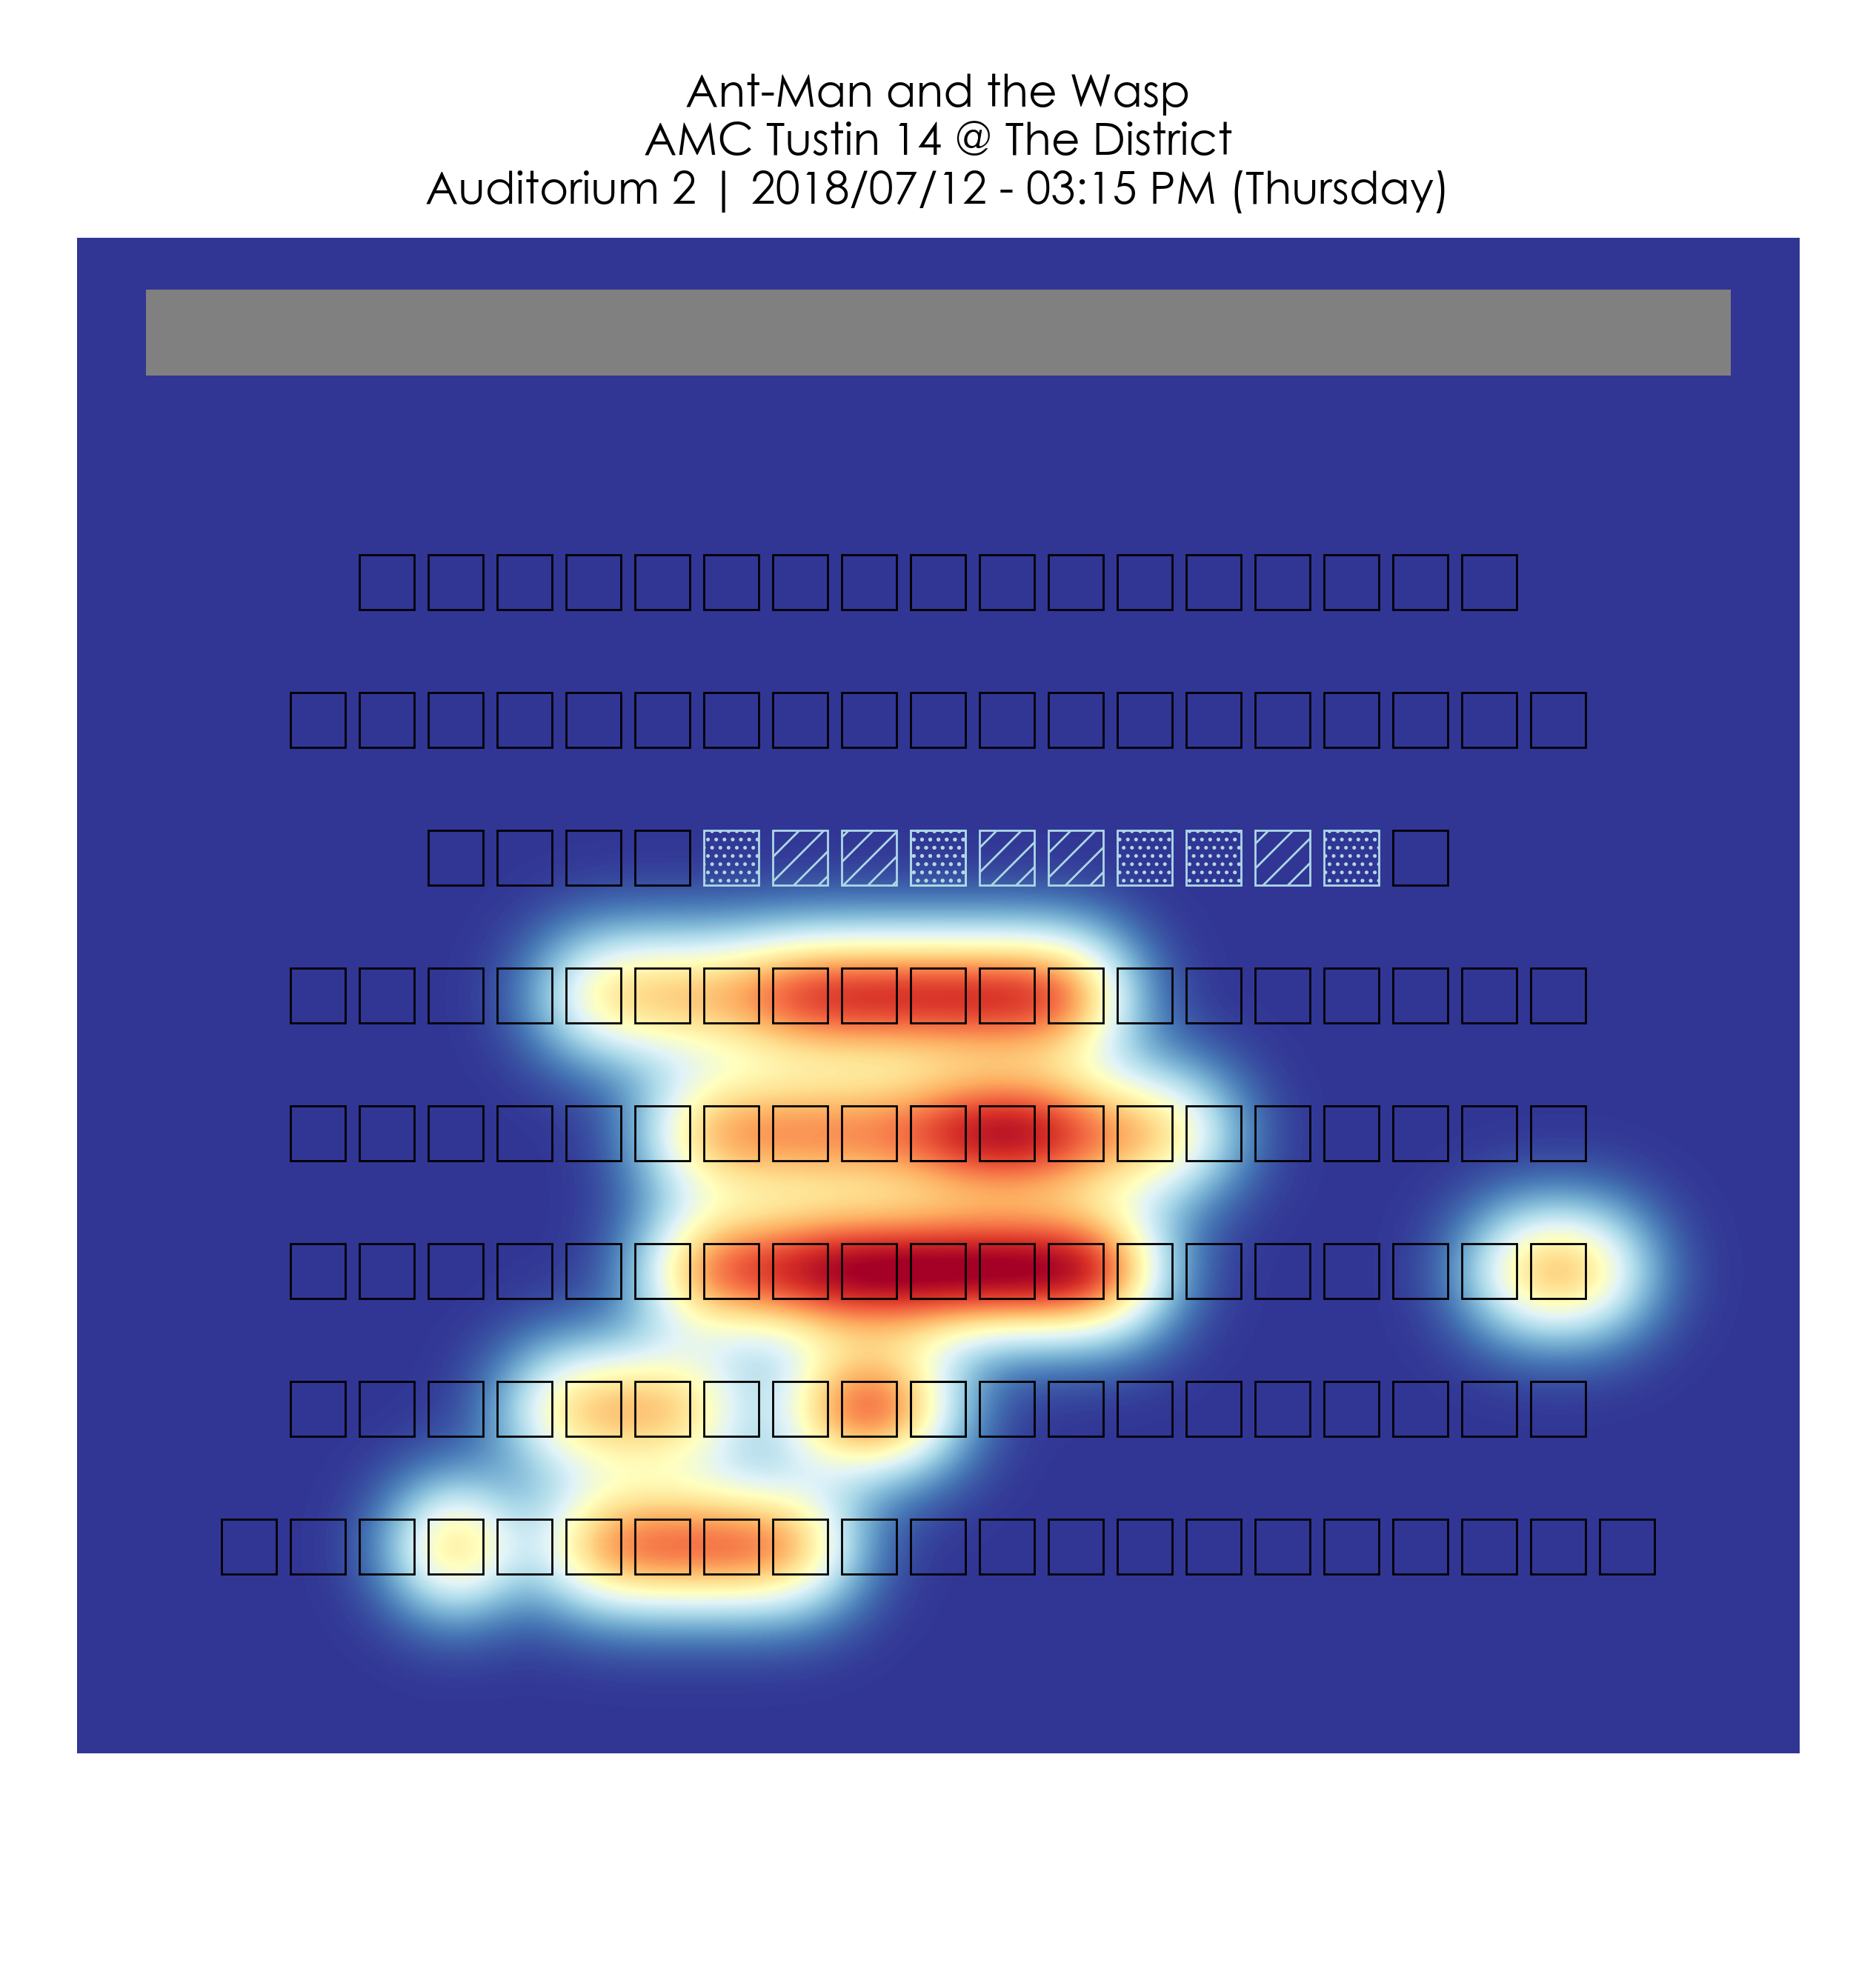 Ant-Man and the Wasp
AMC Tustin 14 @ The District
Auditorium 2 | 2018/07/12 - 03:15 PM (Thursday)